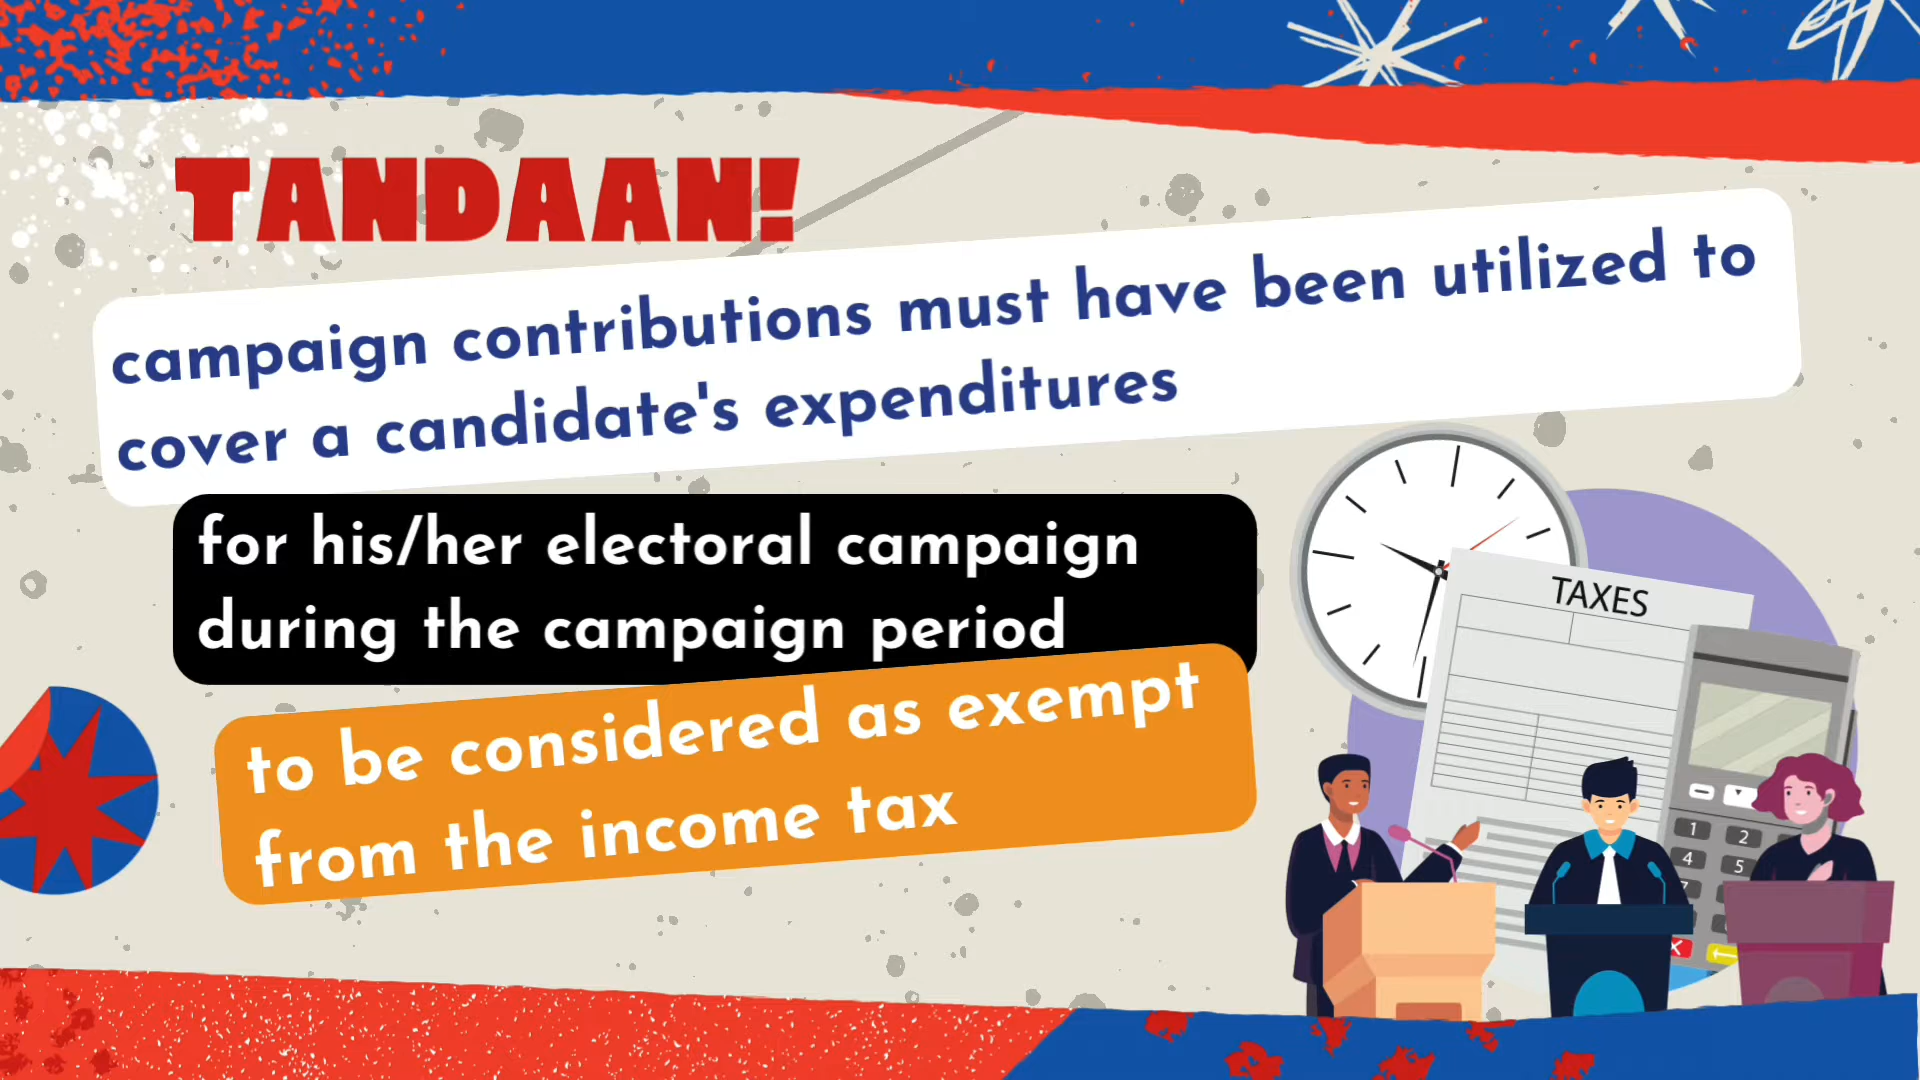 TANDAAN!
campaign contributions must have been utilized to
cover a candidate's expenditures
for his/her electoral campaign
during the campaign period
to be considered as exempt
from the income tax
TAXES
1 2
4 5
7